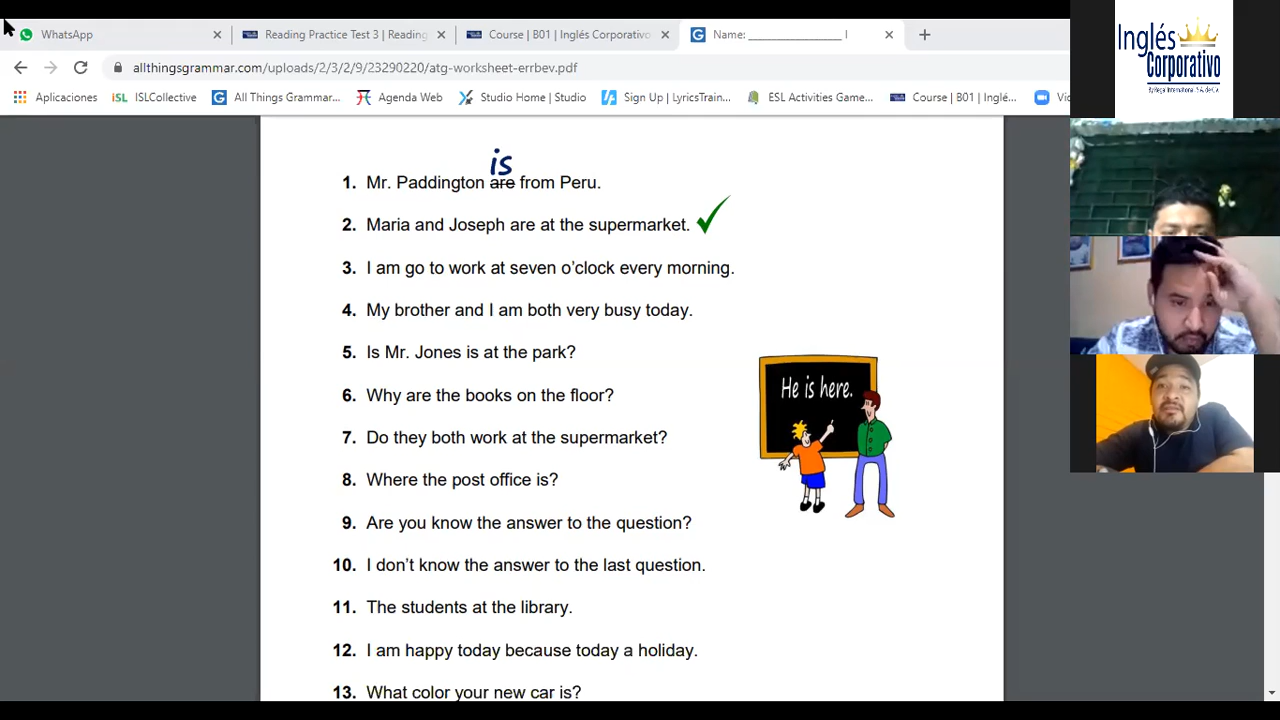 WhatsApp
Reading Practice Test 3 | Reading
Course | B01 | Inglés Corporativo
Name: __________________ I
allthingsgrammar.com/uploads/2/3/2/9/23290220/atg-worksheet-errbev.pdf
Aplicaciones
iSL ISLCollective
G All Things Grammar...
Agenda Web
Studio Home | Studio
Sign Up | LyricsTrain...
ESL Activities Game...
Course | B01 | Inglé...
Inglés
Corporativo
is
1. Mr. Paddington are from Peru.
2. Maria and Joseph are at the supermarket.
3. I am go to work at seven o’clock every morning.
4. My brother and I am both very busy today.
5. Is Mr. Jones is at the park?
He is here.
6. Why are the books on the floor?
7. Do they both work at the supermarket?
8. Where the post office is?
9. Are you know the answer to the question?
10. I don’t know the answer to the last question.
11. The students at the library.
12. I am happy today because today a holiday.
13. What color your new car is?